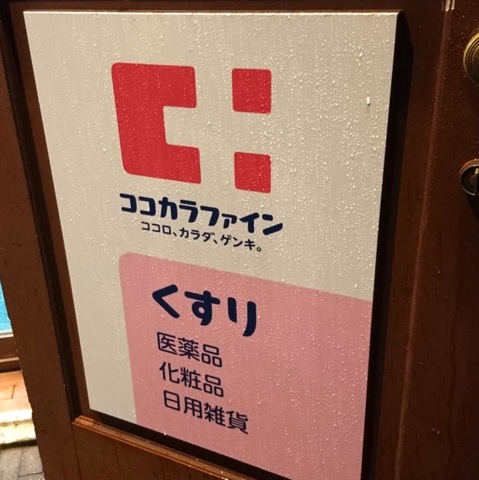 ココカラファイン
ココロ、カラダ、ゲンキ。
くすり
医薬品
化粧品
日用雑貨